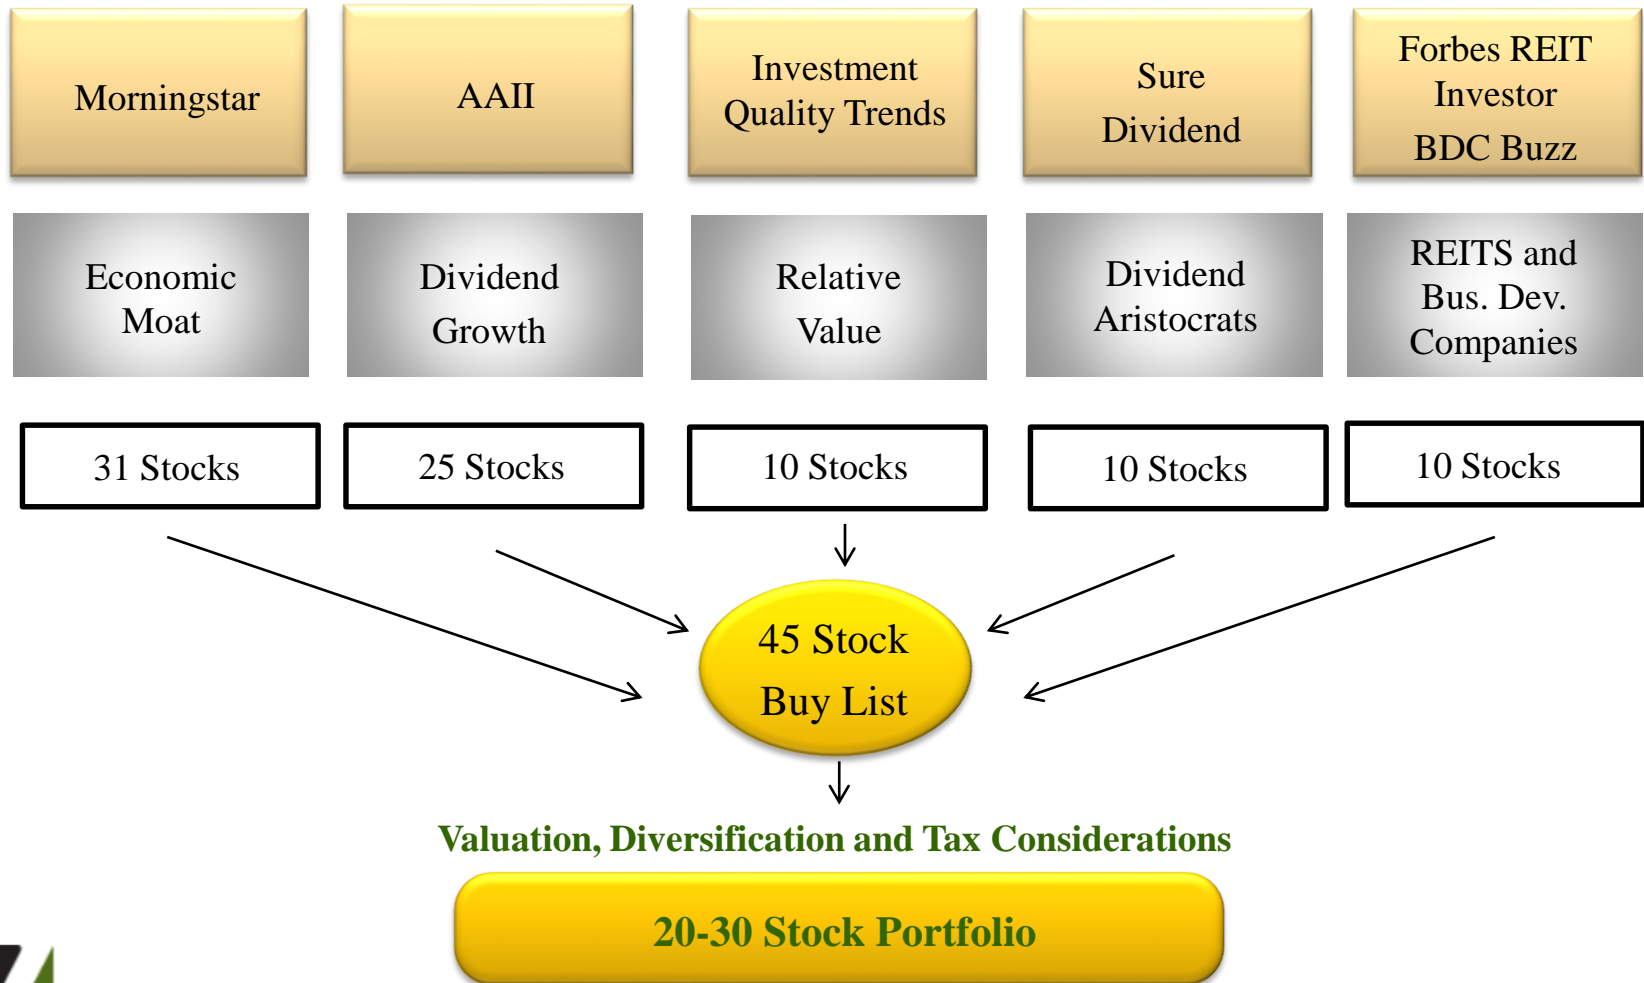 Morningstar
AAII
Investment
Quality Trends
Sure
Dividend
Forbes REIT
Investor
BDC Buzz
Economic
Moat
Dividend
Growth
Relative
Value
Dividend
Aristocrats
REITS and
Bus. Dev.
Companies
31 Stocks
25 Stocks
10 Stocks
10 Stocks
10 Stocks
45 Stock
Buy List
Valuation, Diversification and Tax Considerations
20-30 Stock Portfolio